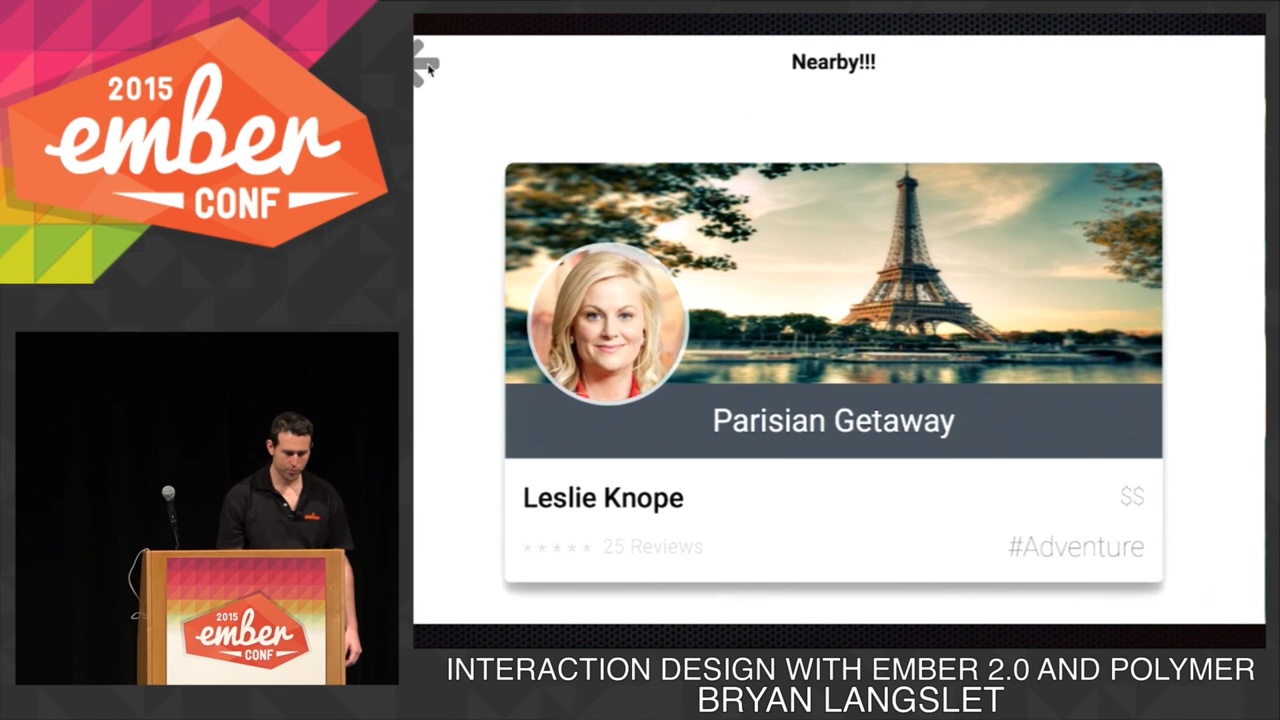 2015
ember
CONF
Nearby!!!
Parisian Getaway
Leslie Knope
$$
★★★★★ 25 Reviews
#Adventure
2015
ember
CONF
INTERACTION DESIGN WITH EMBER 2.0 AND POLYMER
BRYAN LANGSLET